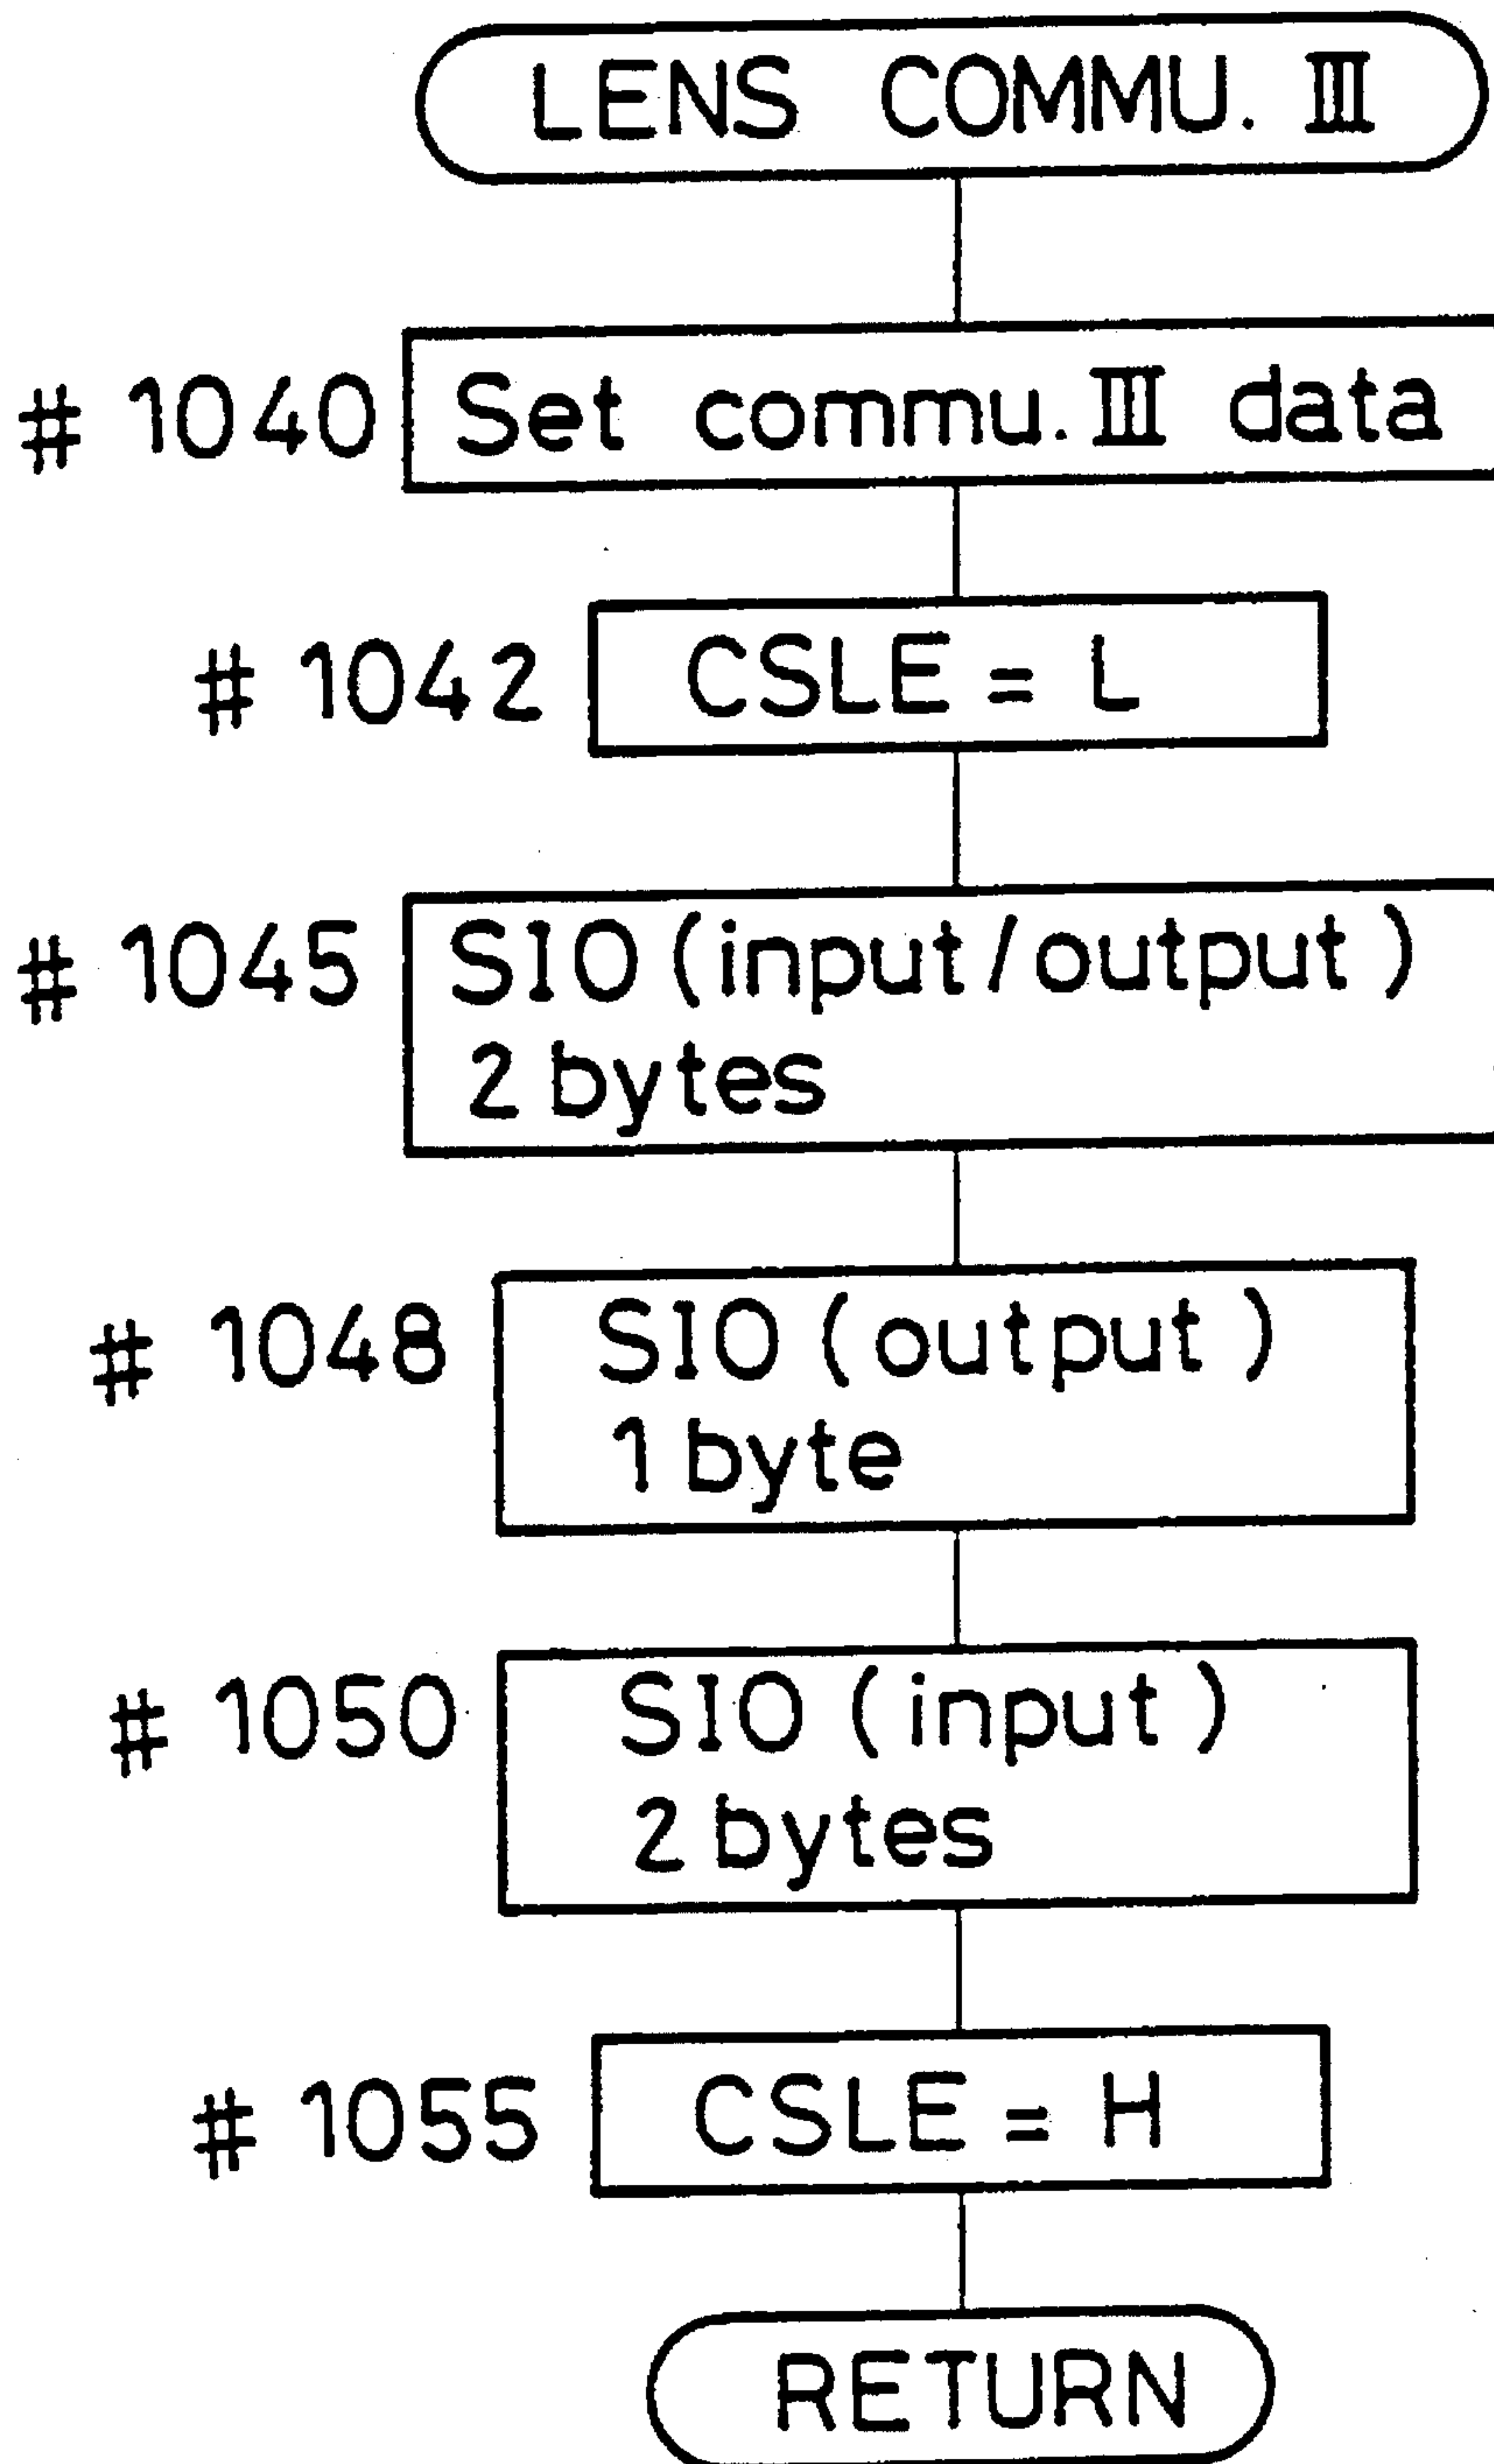 LENS COMMU. III
# 1040 Set commu. III data
# 1042 CSLE = L
# 1045 SIO (input/output)
2 bytes
# 1048 SIO (output)
1 byte
# 1050 SIO (input)
2 bytes
# 1055 CSLE = H
RETURN